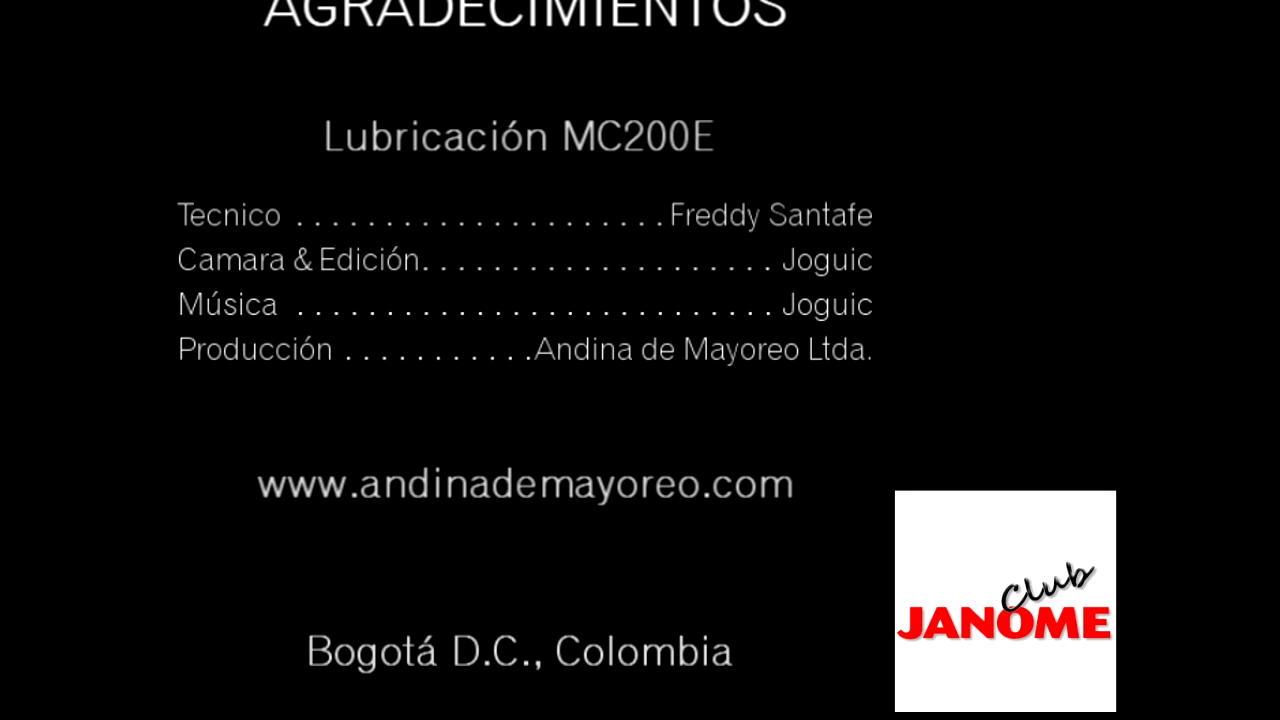 AGRADECIMIENTOS
Lubricación MC200E
Tecnico . . . . . . . . . . . . . . . . . . . . . Freddy Santafe
Camara & Edición. . . . . . . . . . . . . . . . . . . . Joguic
Música . . . . . . . . . . . . . . . . . . . . . . . . . . . Joguic
Producción . . . . . . . . . . . Andina de Mayoreo Ltda.
www.andinademayoreo.com
Club
JANOME
Bogotá D.C., Colombia